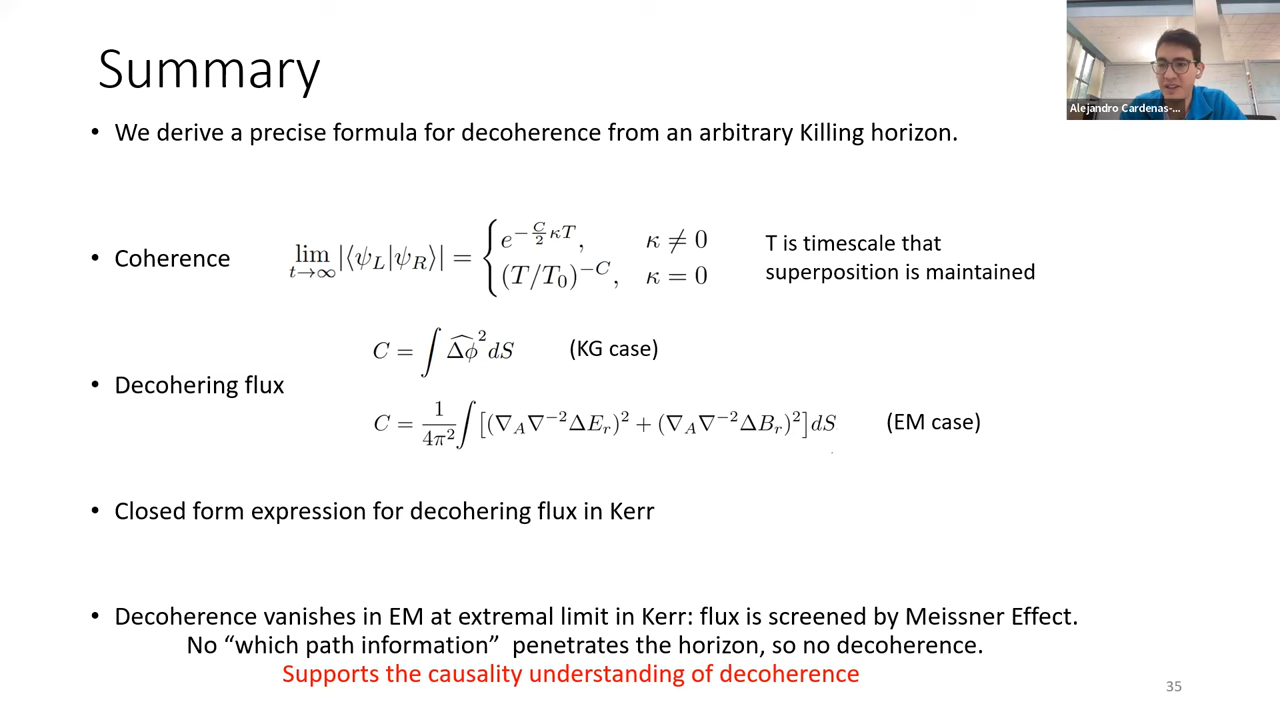 Summary
Alejandro Cardenas-...
• We derive a precise formula for decoherence from an arbitrary Killing horizon.
• Coherence
lim_{t→∞} |⟨ψ_L|ψ_R⟩| = { e^{-\frac{C}{2}κT}, κ ≠ 0
(T/T_0)^{-C}, κ = 0
T is timescale that
superposition is maintained
C = ∫ \widehat{Δϕ}^2 dS (KG case)
• Decohering flux
C = \frac{1}{4π^2} ∫ [(∇_A∇^{-2}ΔE_r)^2 + (∇_A∇^{-2}ΔB_r)^2] dS (EM case)
• Closed form expression for decohering flux in Kerr
• Decoherence vanishes in EM at extremal limit in Kerr: flux is screened by Meissner Effect.
No “which path information” penetrates the horizon, so no decoherence.
Supports the causality understanding of decoherence
35